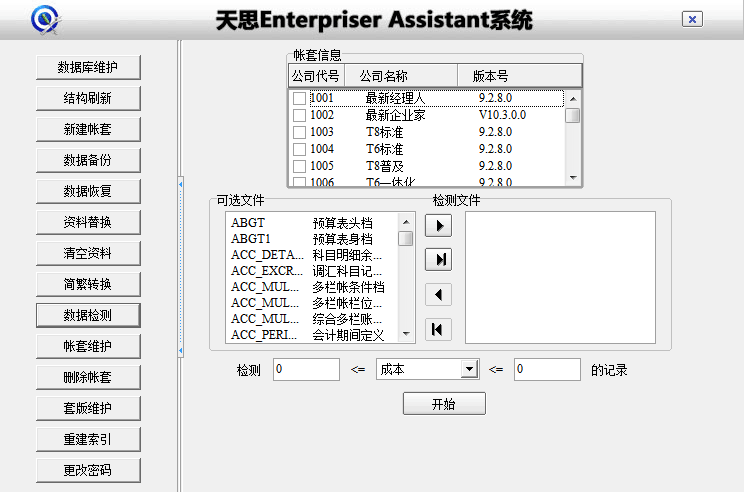 天思Enterpriser Assistant系统
数据库维护
结构刷新
新建帐套
数据备份
数据恢复
资料替换
清空资料
简繁转换
数据检测
帐套维护
删除帐套
套版维护
重建索引
更改密码
帐套信息
公司代号 公司名称 版本号
1001 最新经理人 9.2.8.0
1002 最新企业家 V10.3.0.0
1003 T8标准 9.2.8.0
1004 T6标准 9.2.8.0
1005 T8普及 9.2.8.0
1006 T6—休化 9.2.8.0
可选文件 检测文件
ABGT 预算表头档
ABGT1 预算表身档
ACC_DETA... 科目明细余...
ACC_EXCR... 调汇科目记...
ACC_MUL... 多栏帐条件档
ACC_MUL... 多栏帐栏位...
ACC_MUL... 综合多栏账...
ACC_PERI... 会计期间定义
检测 0 <= 成本 <= 0 的记录
开始